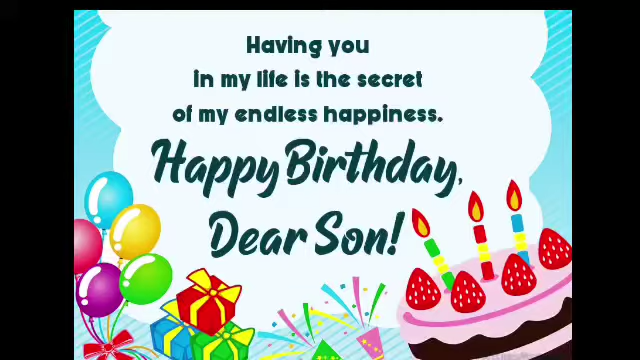 Having you
in my life is the secret
of my endless happiness.
Happy Birthday,
Dear Son!